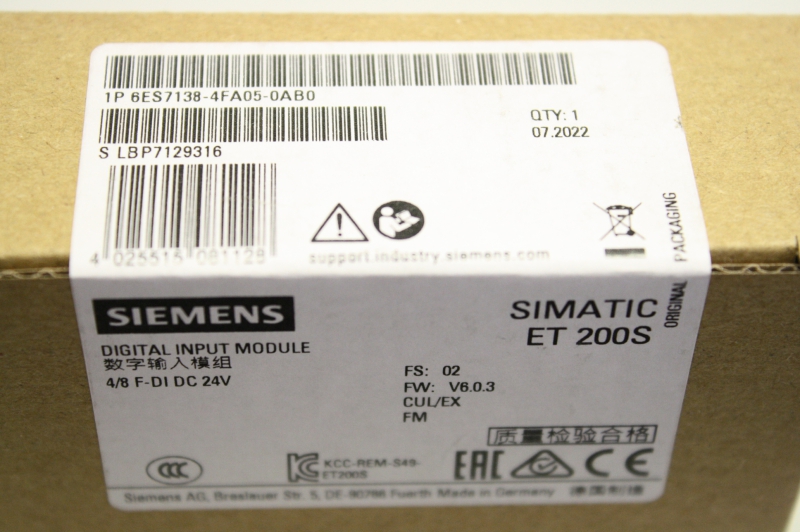 1P 6ES7138-4FA05-0AB0
QTY: 1
07.2022
S LBP7129316
4 025515 081128
support.industry.siemens.com
ORIGINAL PACKAGING
SIEMENS
SIMATIC
ET 200S
DIGITAL INPUT MODULE
数字输入模组
4/8 F-DI DC 24V
FS: 02
FW: V6.0.3
CUL/EX
FM
质量检验合格
CCC
KCC-REM-S49-
ET200S
EAC
CE
Siemens AG, Breslauer Str. 5, DE-90766 Fuerth Made in Germany 德国制造